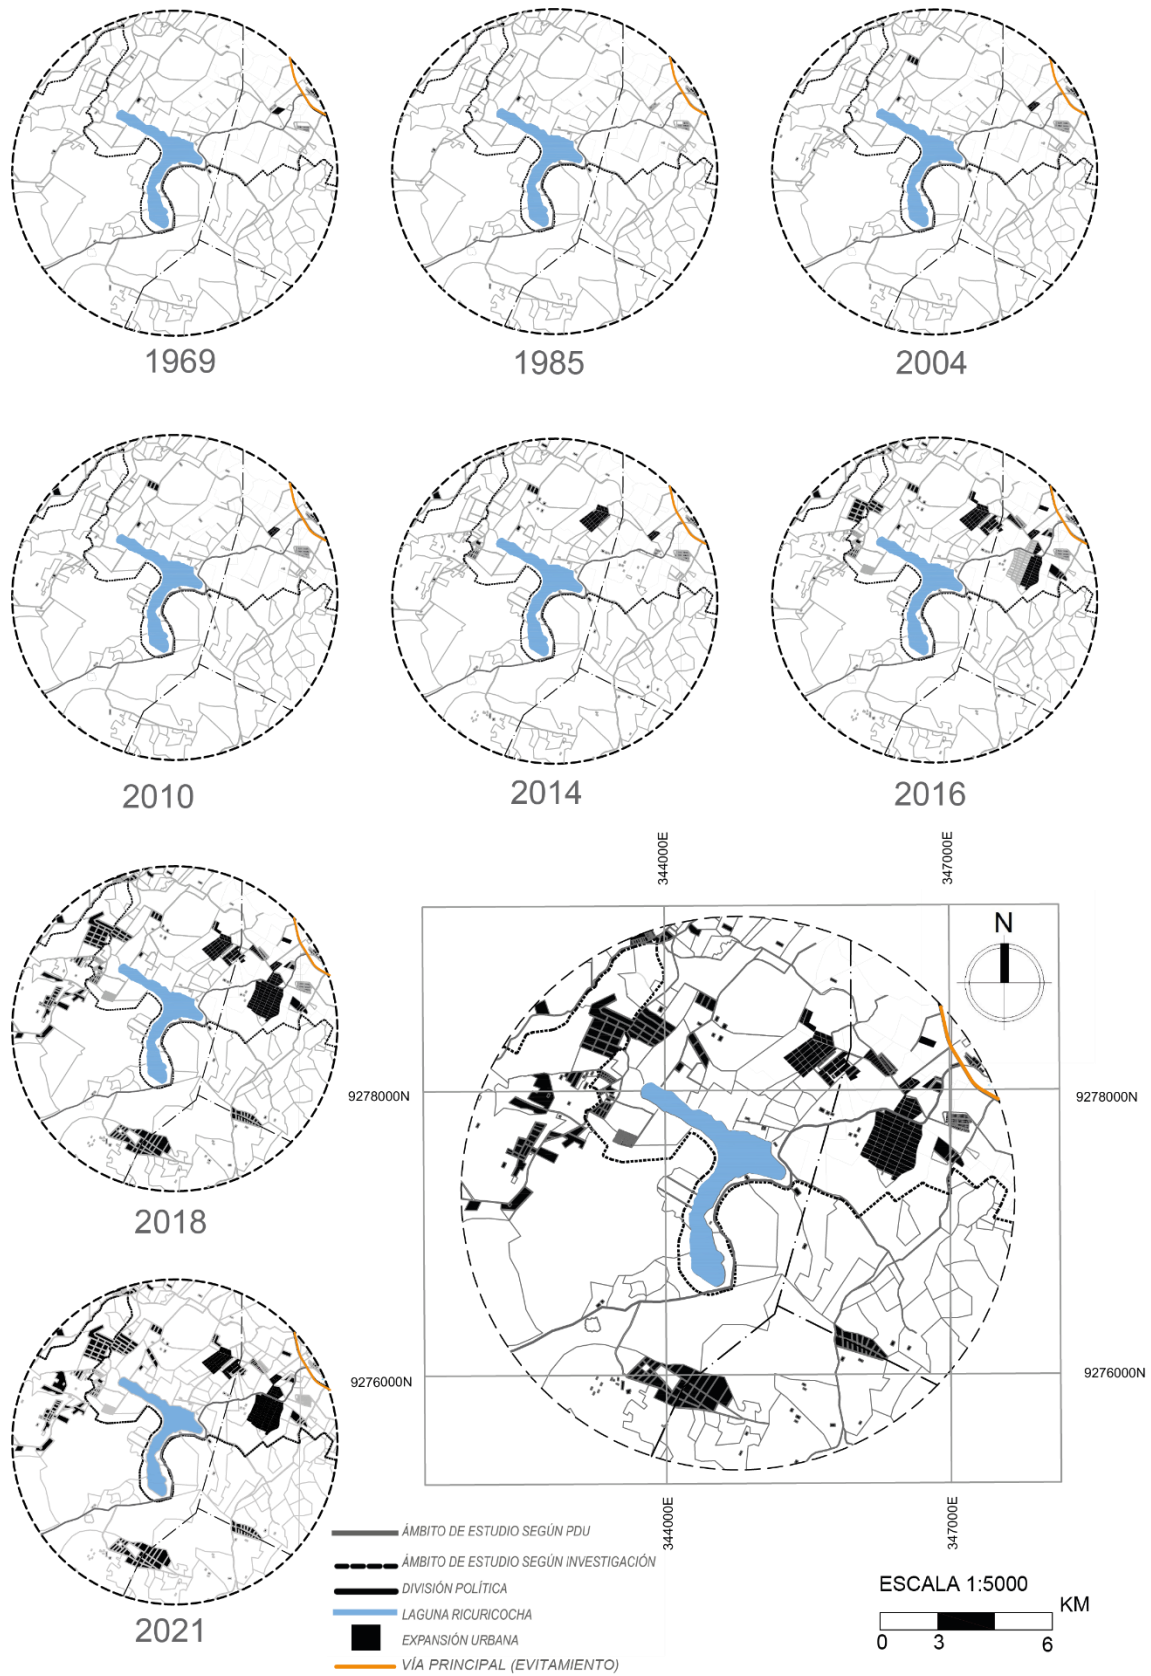 1969
1985
2004
2010
2014
2016
344000E
347000E
N
9278000N
9278000N
2018
9276000N
9276000N
344000E
347000E
ÁMBITO DE ESTUDIO SEGÚN PDU
ÁMBITO DE ESTUDIO SEGÚN INVESTIGACIÓN
DIVISIÓN POLÍTICA
LAGUNA RICURICOCHA
EXPANSIÓN URBANA
VÍA PRINCIPAL (EVITAMIENTO)
2021
ESCALA 1:5000
KM
0 3 6